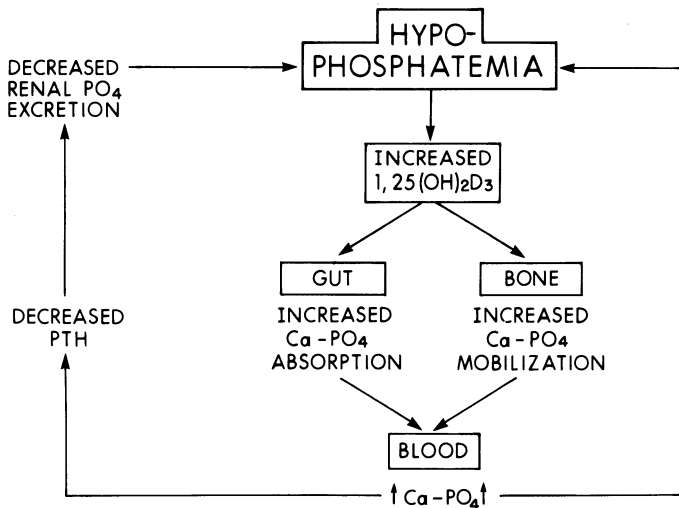 HYPO-
PHOSPHATEMIA
DECREASED
RENAL PO₄
EXCRETION
INCREASED
1, 25(OH)₂D₃
GUT
BONE
INCREASED
Ca-PO₄
ABSORPTION
INCREASED
Ca-PO₄
MOBILIZATION
DECREASED
PTH
BLOOD
↑Ca-PO₄↑